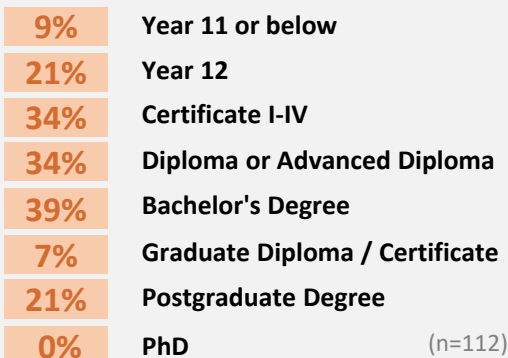 9% Year 11 or below
21% Year 12
34% Certificate I-IV
34% Diploma or Advanced Diploma
39% Bachelor's Degree
7% Graduate Diploma / Certificate
21% Postgraduate Degree
0% PhD (n=112)